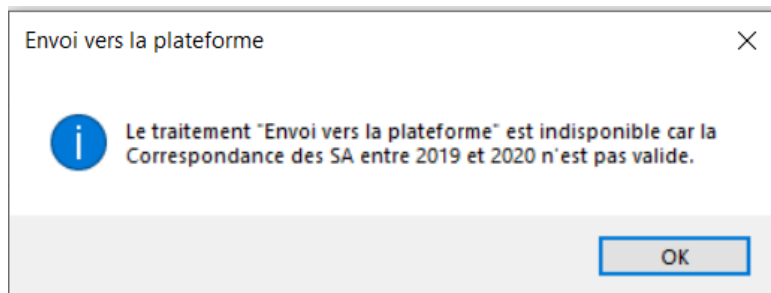 Envoi vers la plateforme
Le traitement "Envoi vers la plateforme" est indisponible car la
Correspondance des SA entre 2019 et 2020 n'est pas valide.
OK